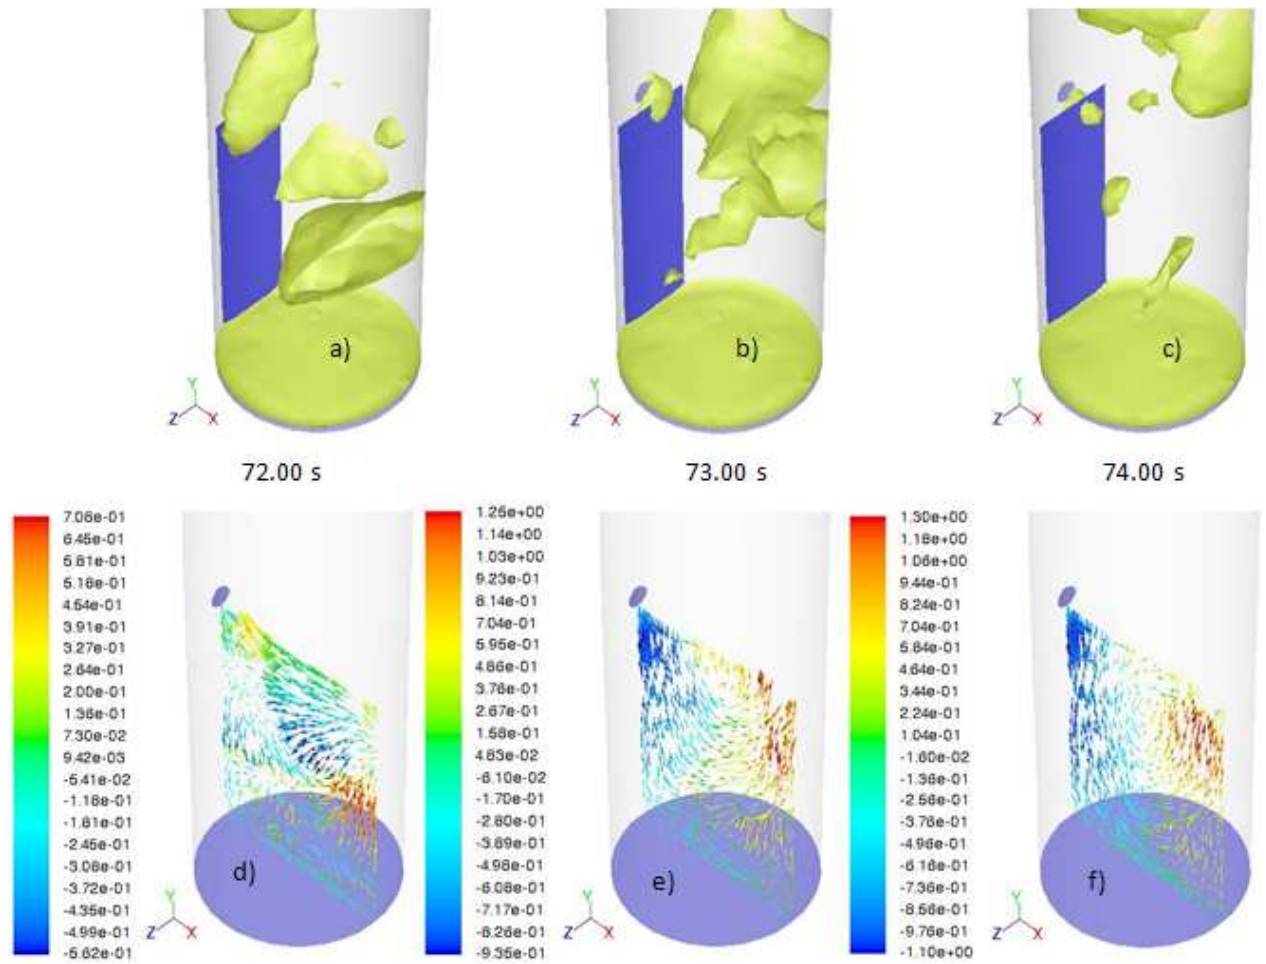 a)
b)
c)
Y
Z
X
Y
Z
X
Y
Z
X
72.00 s
73.00 s
74.00 s
7.06e-01
6.45e-01
5.81e-01
5.18e-01
4.54e-01
3.91e-01
3.27e-01
2.64e-01
2.00e-01
1.36e-01
7.30e-02
9.42e-03
-5.41e-02
-1.18e-01
-1.81e-01
-2.45e-01
-3.08e-01
-3.72e-01
-4.35e-01
-4.99e-01
-5.62e-01
d)
Y
Z
X
1.25e+00
1.14e+00
1.03e+00
9.23e-01
8.14e-01
7.04e-01
5.95e-01
4.86e-01
3.76e-01
2.67e-01
1.58e-01
4.83e-02
-6.10e-02
-1.70e-01
-2.80e-01
-3.89e-01
-4.98e-01
-6.08e-01
-7.17e-01
-8.26e-01
-9.35e-01
e)
Y
Z
X
1.30e+00
1.18e+00
1.06e+00
9.44e-01
8.24e-01
7.04e-01
5.84e-01
4.64e-01
3.44e-01
2.24e-01
1.04e-01
-1.60e-02
-1.36e-01
-2.56e-01
-3.76e-01
-4.96e-01
-6.16e-01
-7.36e-01
-8.56e-01
-9.76e-01
-1.10e+00
f)
Y
Z
X